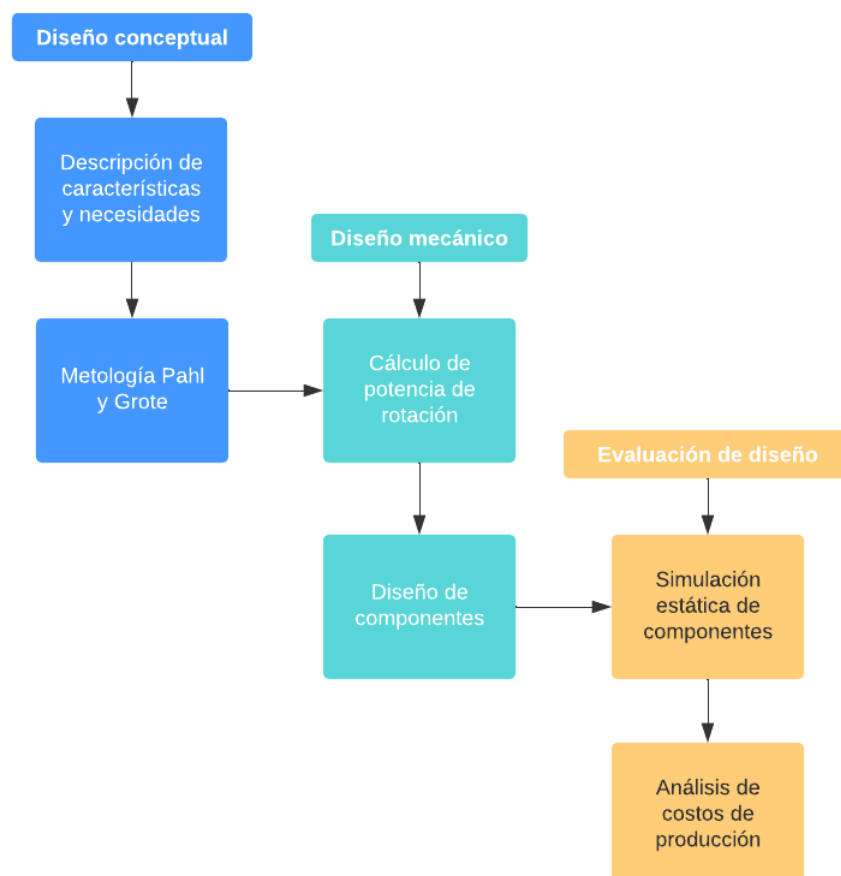 Diseño conceptual
Descripción de
características
y necesidades
Metología Pahl
y Grote
Diseño mecánico
Cálculo de
potencia de
rotación
Diseño de
componentes
Evaluación de diseño
Simulación
estática de
componentes
Análisis de
costos de
producción